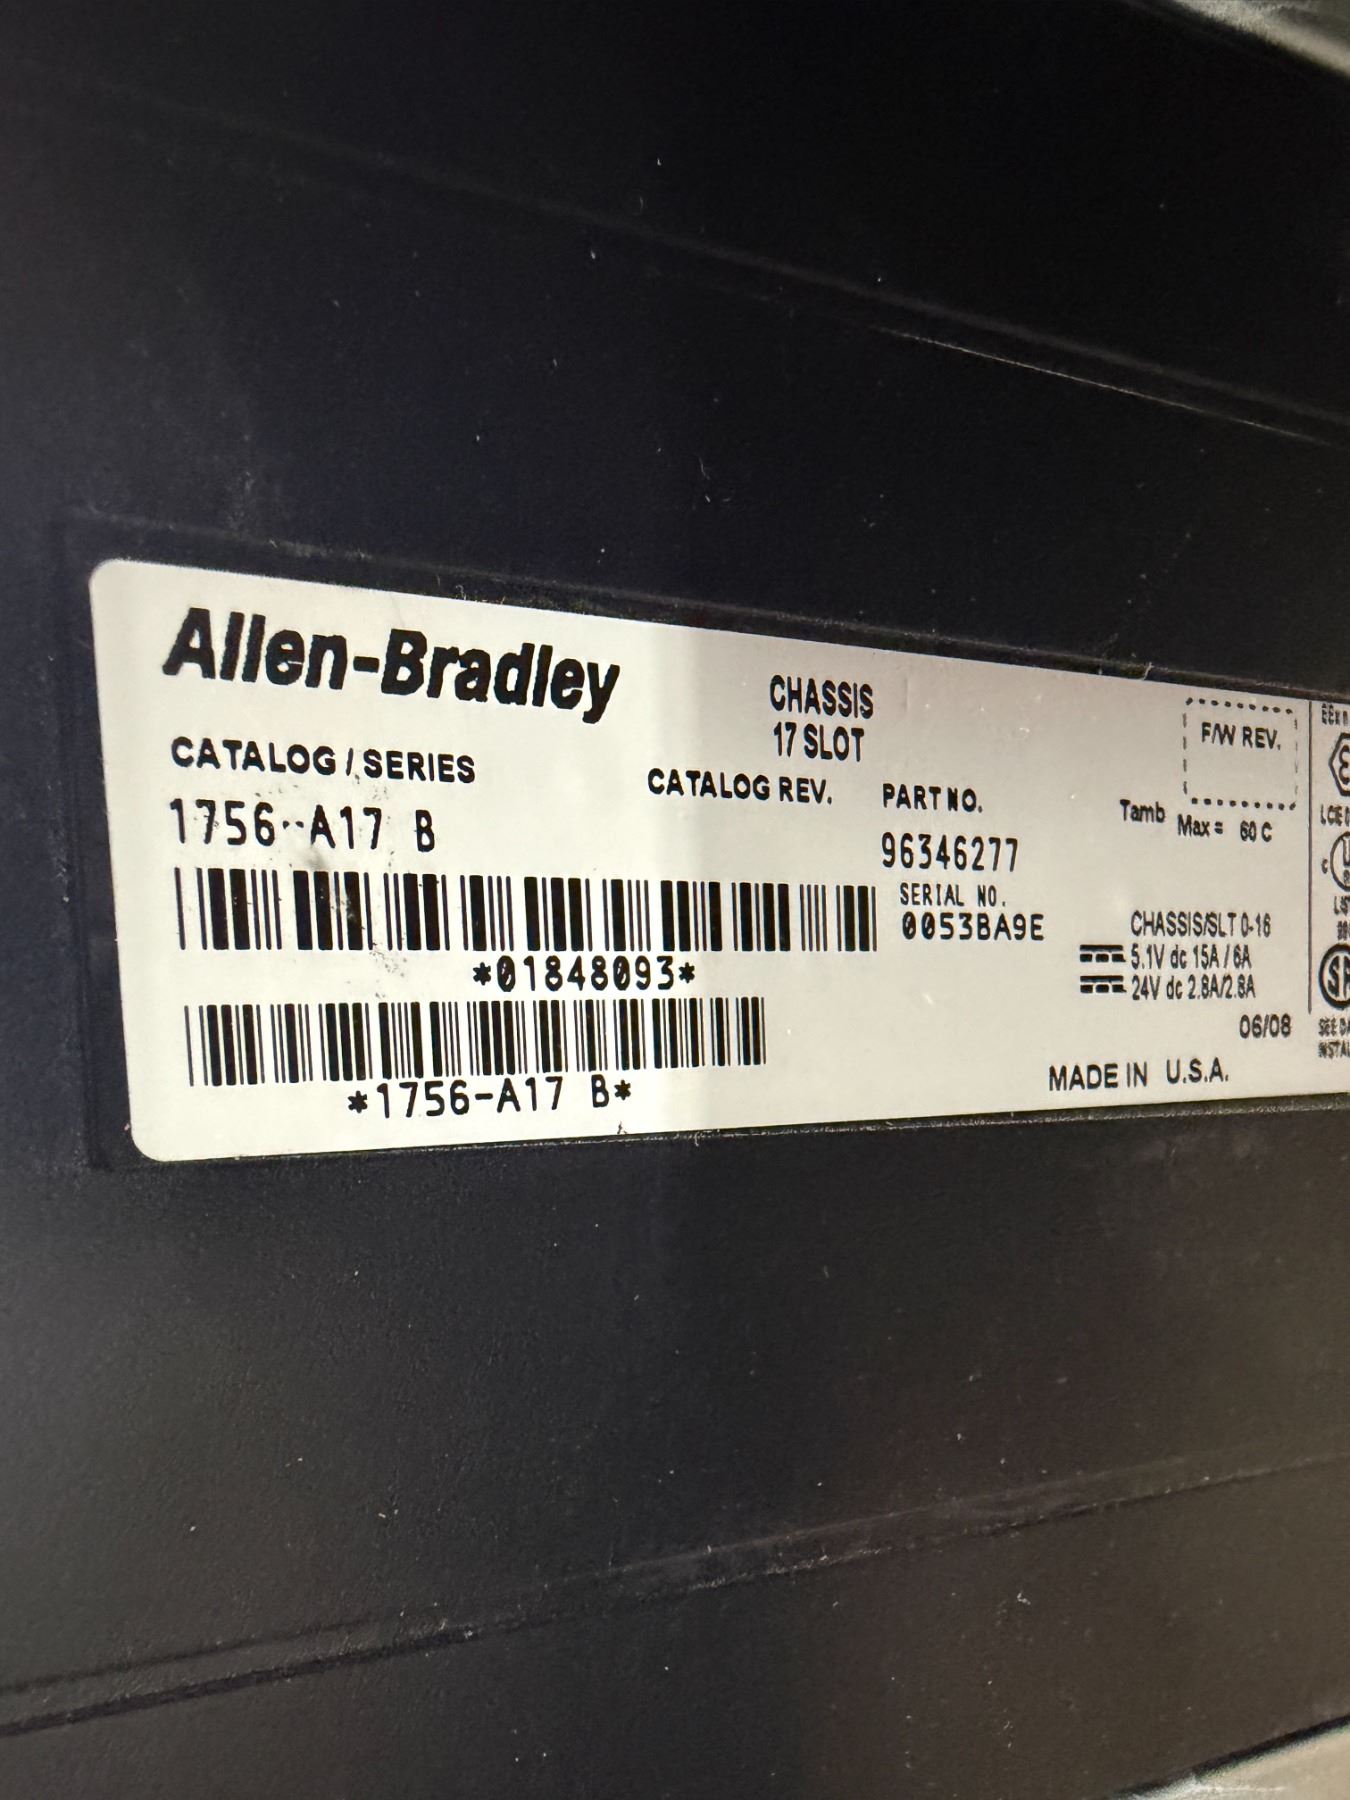 Allen-Bradley
CHASSIS
17 SLOT
CATALOG / SERIES
CATALOG REV.
PART NO.
1756-A17 B
96346277
SERIAL NO.
0053BA9E
*01848093*
*1756-A17 B*
F/W REV.
Tamb Max = 60 C
CHASSIS/SLT 0-16
5.1V dc 15A / 6A
24V dc 2.8A/2.8A
06/08
MADE IN U.S.A.